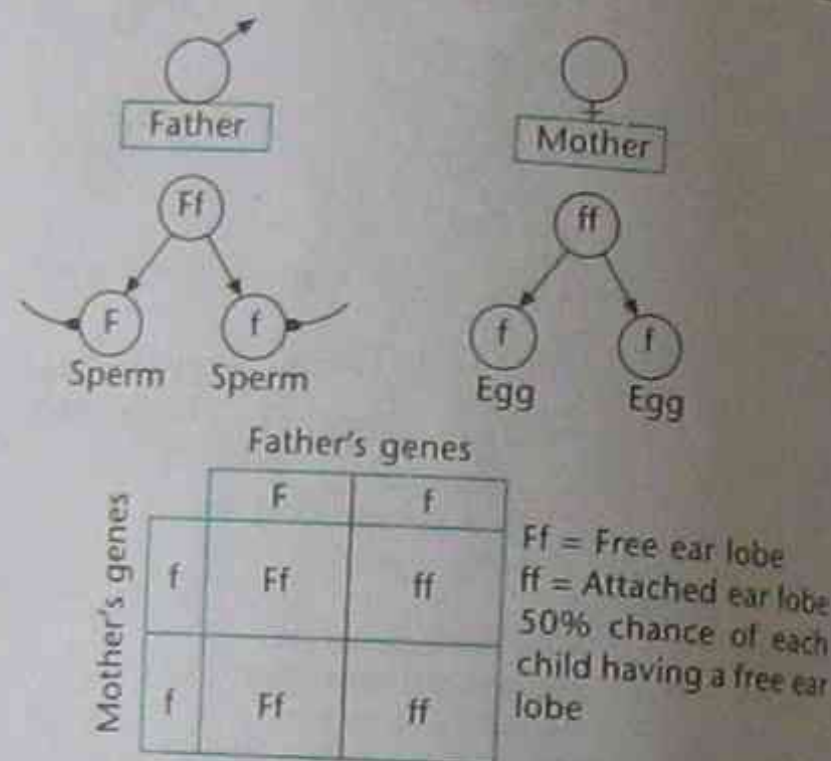 Father
Mother
Ff
ff
F
f
f
f
Sperm
Sperm
Egg
Egg
Father's genes
Mother's genes
F
f
f
Ff
ff
f
Ff
ff
Ff = Free ear lobe
ff = Attached ear lobe
50% chance of each
child having a free ear
lobe